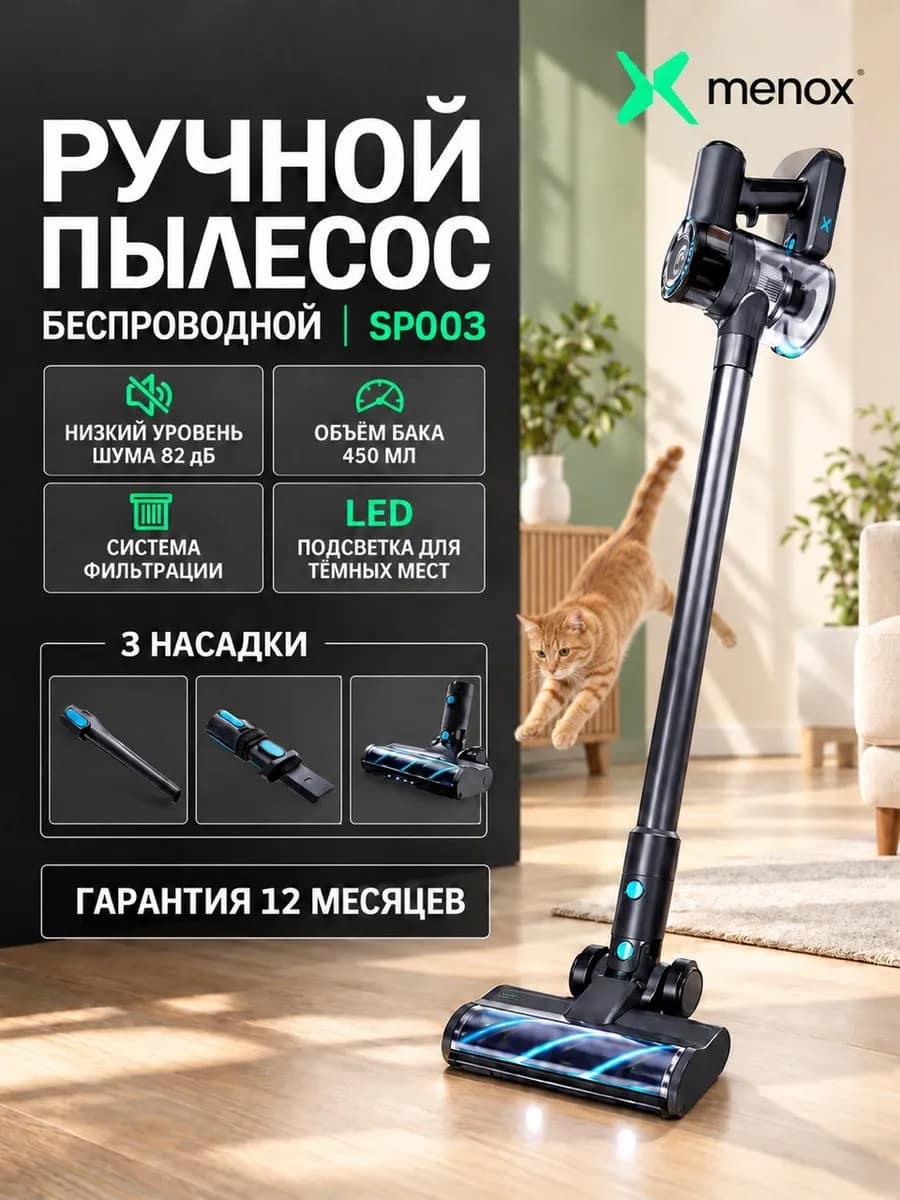 menox®
РУЧНОЙ
ПЫЛЕСОС
БЕСПРОВОДНОЙ | SP003
НИЗКИЙ УРОВЕНЬ
ШУМА 82 дБ
ОБЪЁМ БАКА
450 МЛ
СИСТЕМА
ФИЛЬТРАЦИИ
LED
ПОДСВЕТКА ДЛЯ
ТЁМНЫХ МЕСТ
3 НАСАДКИ
ГАРАНТИЯ 12 МЕСЯЦЕВ